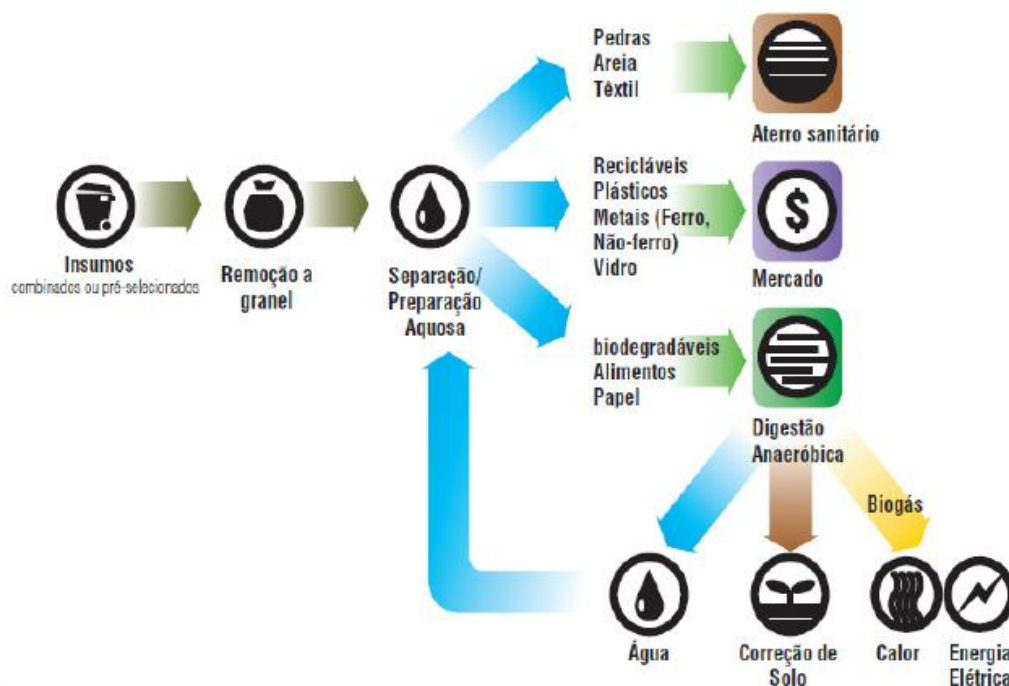 Pedras
Areia
Têxtil
Aterro sanitário
Insumos
combinados ou pré-selecionados
Remoção a
granel
Separação/
Preparação
Aquosa
Recicláveis
Plásticos
Metais (Ferro,
Não-ferro)
Vidro
$
Mercado
biodegradáveis
Alimentos
Papel
Digestão
Anaeróbica
Biogás
Água
Correção de
Solo
Calor
Energia
Elétrica